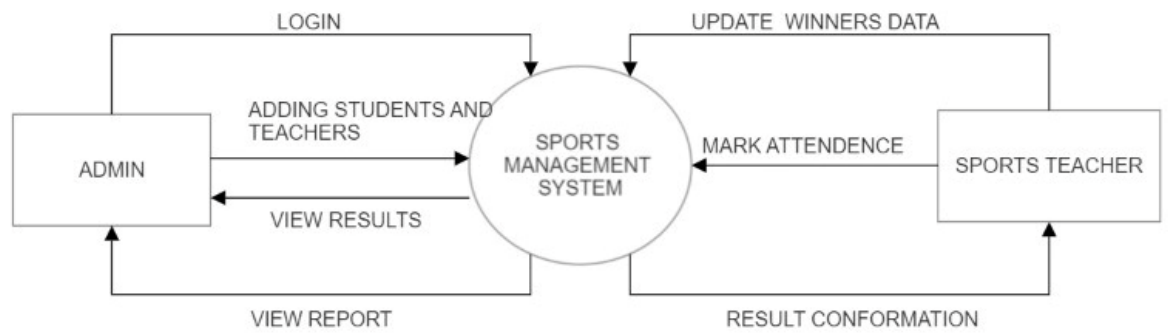 LOGIN
UPDATE WINNERS DATA
ADDING STUDENTS AND
TEACHERS
ADMIN
SPORTS
MANAGEMENT
SYSTEM
MARK ATTENDENCE
SPORTS TEACHER
VIEW RESULTS
VIEW REPORT
RESULT CONFORMATION